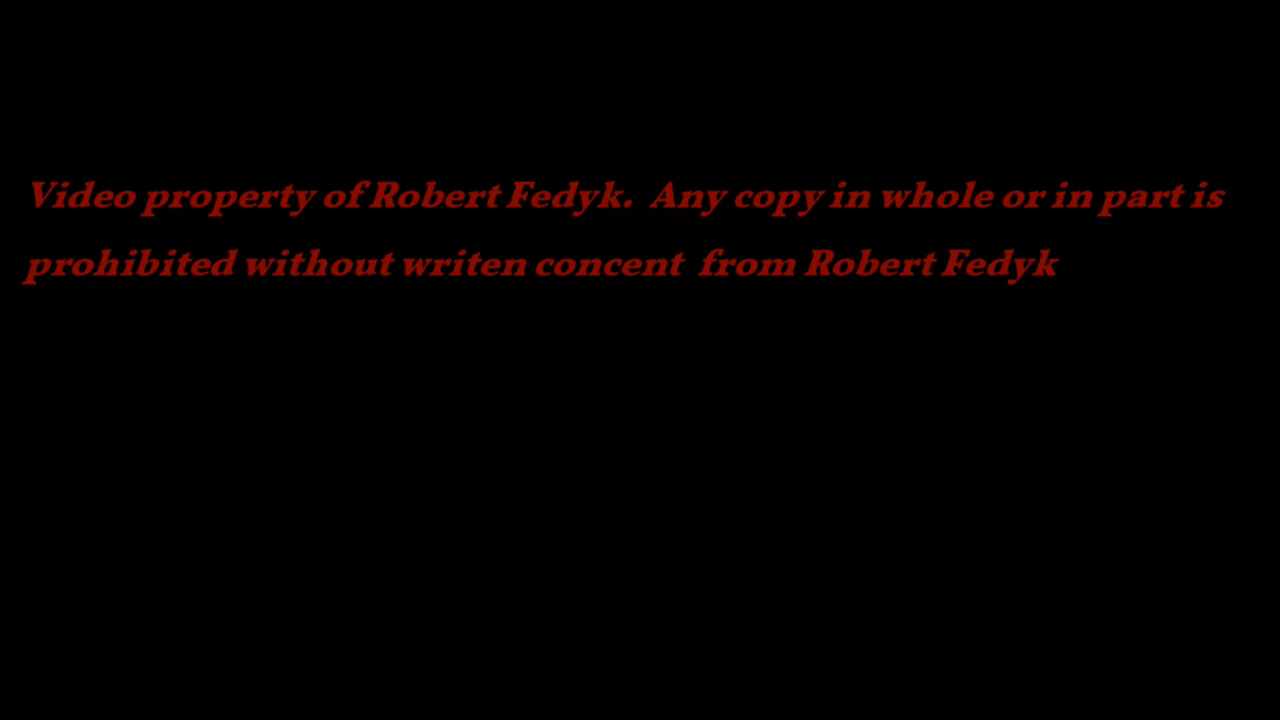 Video property of Robert Fedyk.  Any copy in whole or in part is
prohibited without writen concent  from Robert Fedyk